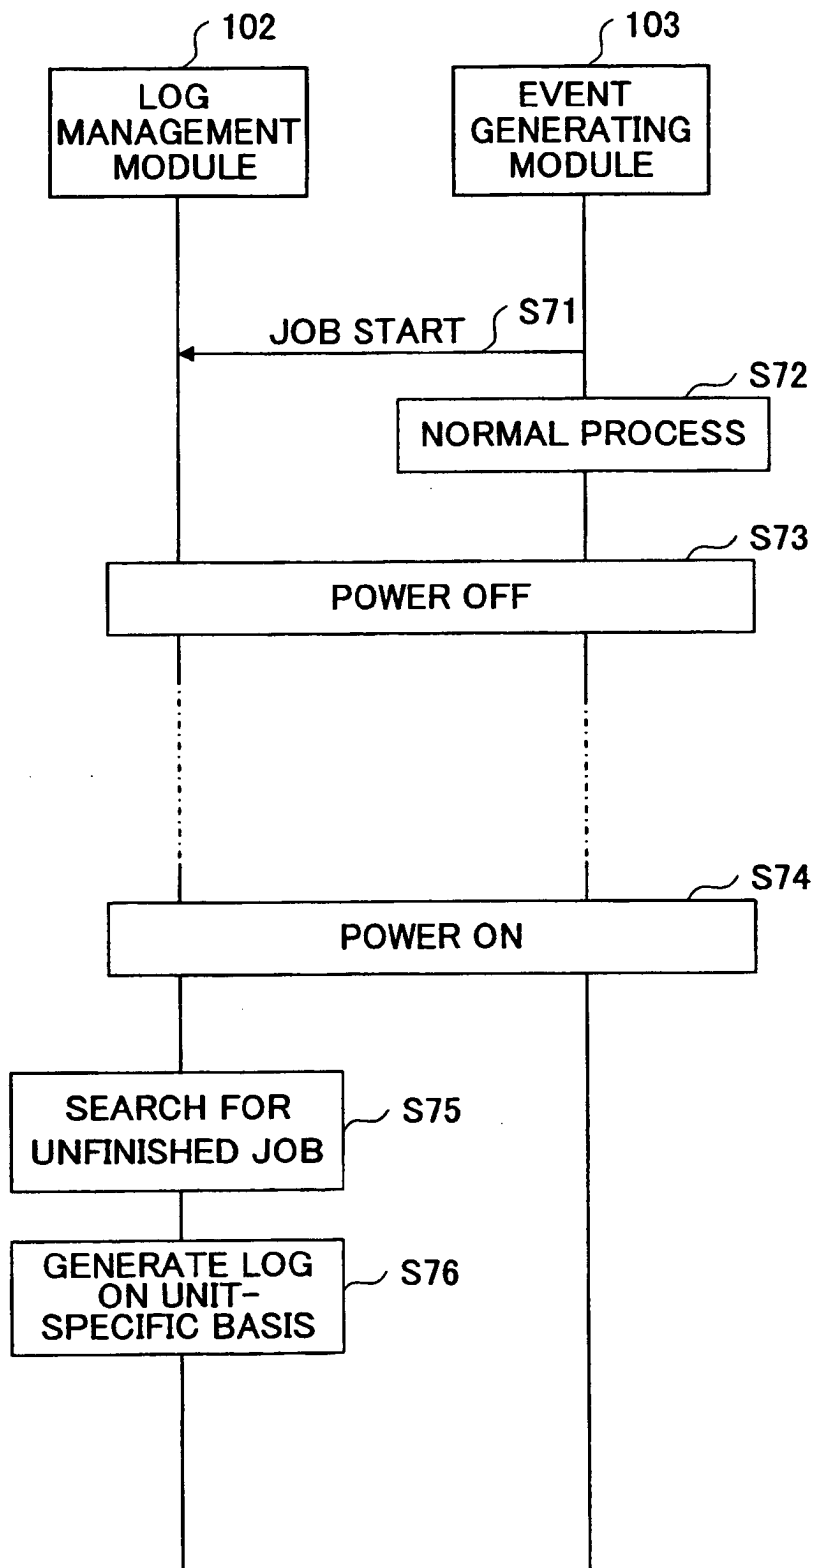 102
103
LOG
MANAGEMENT
MODULE
EVENT
GENERATING
MODULE
JOB START
S71
S72
NORMAL PROCESS
S73
POWER OFF
S74
POWER ON
SEARCH FOR
UNFINISHED JOB
S75
GENERATE LOG
ON UNIT-
SPECIFIC BASIS
S76